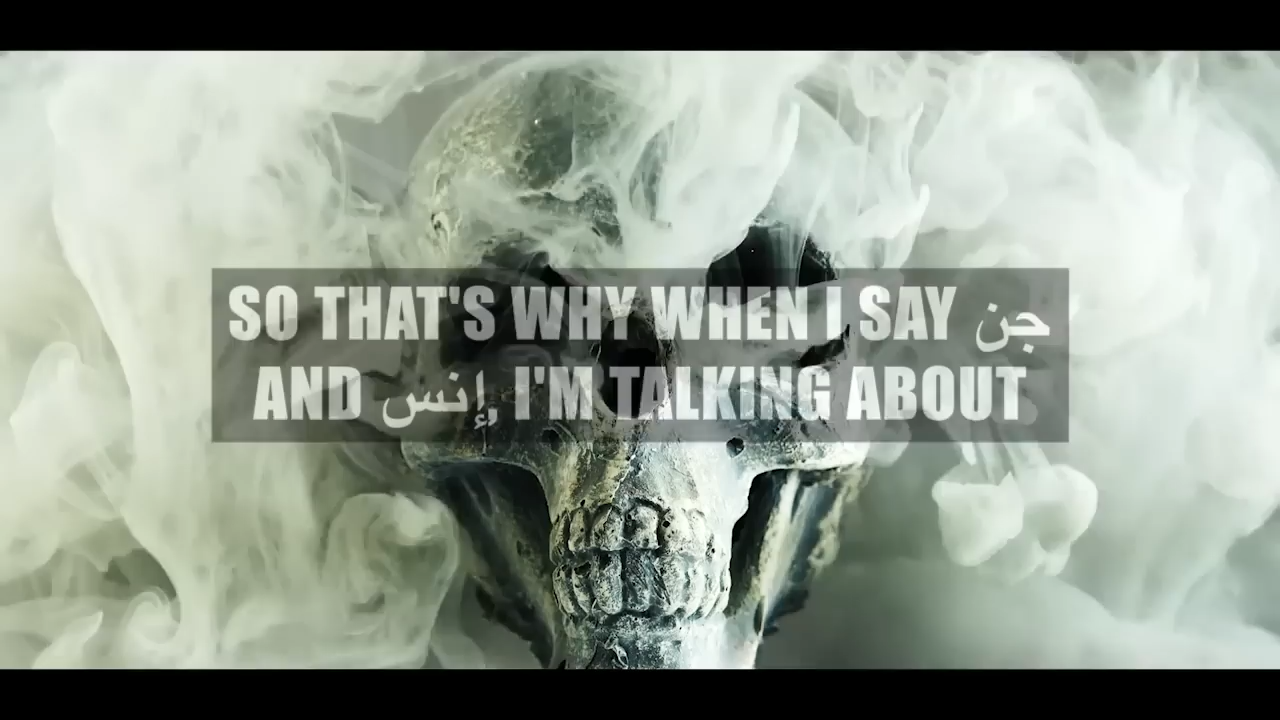 SO THAT'S WHY WHEN I SAY جن
AND إنس, I'M TALKING ABOUT